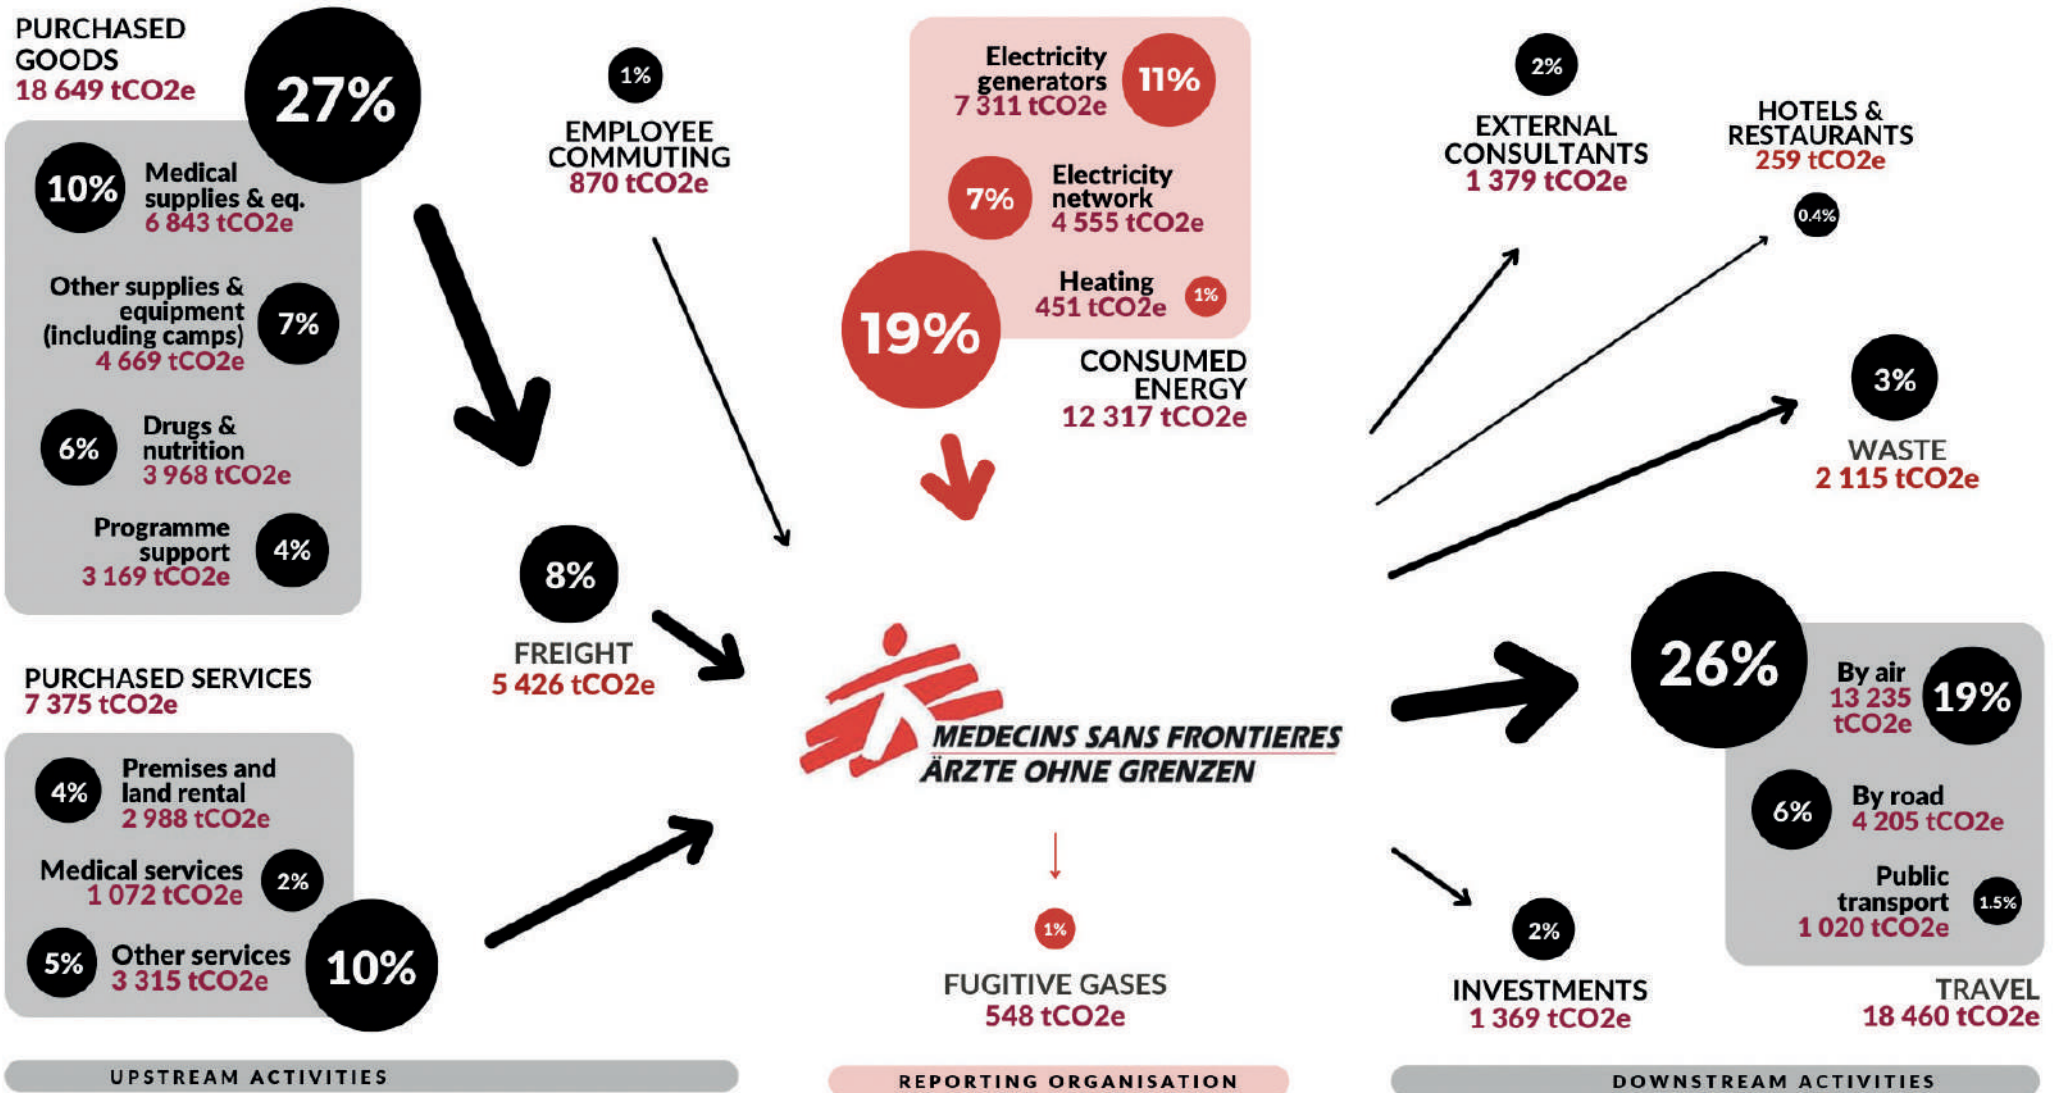 PURCHASED
GOODS
18 649 tCO2e
27%
10%
Medical
supplies & eq.
6 843 tCO2e
Other supplies &
equipment
(including camps)
4 669 tCO2e
7%
6%
Drugs &
nutrition
3 968 tCO2e
Programme
support
3 169 tCO2e
4%
PURCHASED SERVICES
7 375 tCO2e
4%
Premises and
land rental
2 988 tCO2e
Medical services
1 072 tCO2e
2%
5%
Other services
3 315 tCO2e
10%
1%
EMPLOYEE
COMMUTING
870 tCO2e
8%
FREIGHT
5 426 tCO2e
UPSTREAM ACTIVITIES
Electricity
generators
7 311 tCO2e
11%
7%
Electricity
network
4 555 tCO2e
Heating
451 tCO2e
1%
19%
CONSUMED
ENERGY
12 317 tCO2e
MEDECINS SANS FRONTIERES
ÄRZTE OHNE GRENZEN
1%
FUGITIVE GASES
548 tCO2e
REPORTING ORGANISATION
2%
EXTERNAL
CONSULTANTS
1 379 tCO2e
HOTELS &
RESTAURANTS
259 tCO2e
0.4%
3%
WASTE
2 115 tCO2e
26%
By air
13 235
tCO2e
19%
6%
By road
4 205 tCO2e
Public
transport
1 020 tCO2e
1.5%
TRAVEL
18 460 tCO2e
2%
INVESTMENTS
1 369 tCO2e
DOWNSTREAM ACTIVITIES